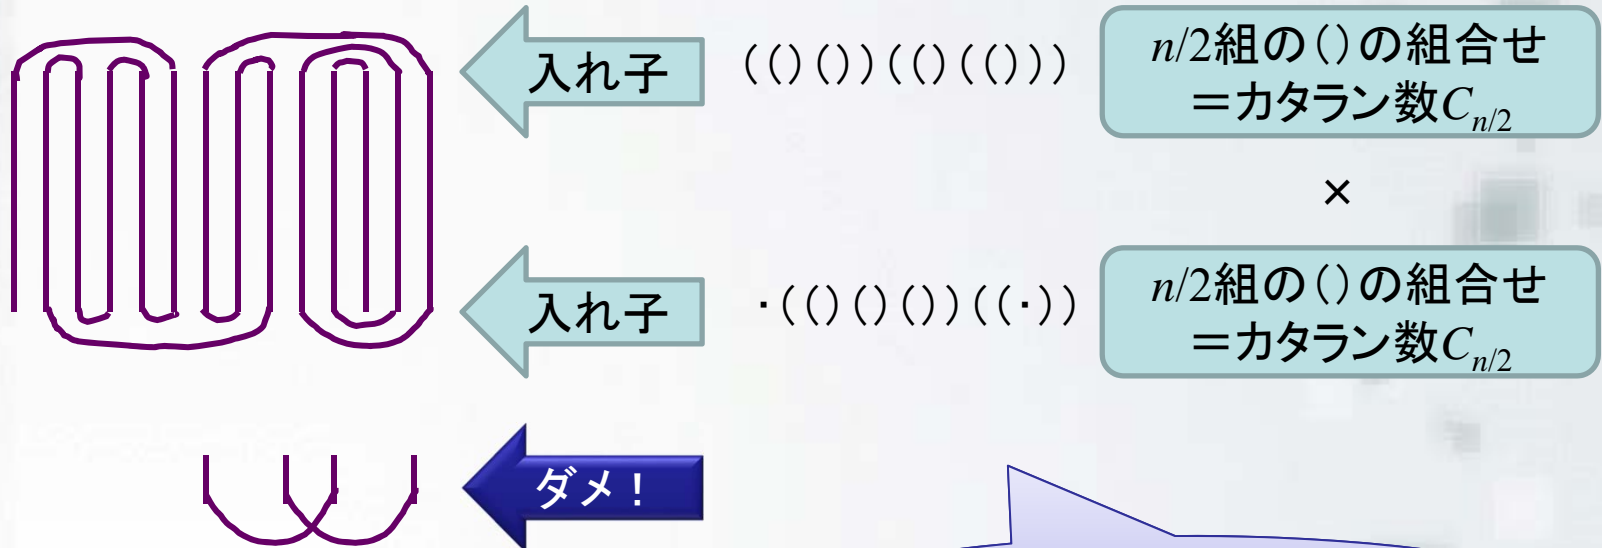 入れ子
(()())(()(()))
n/2組の()の組合せ
=カタラン数C_{n/2}
×
入れ子
·(()()())((·))
n/2組の()の組合せ
=カタラン数C_{n/2}
ダメ!